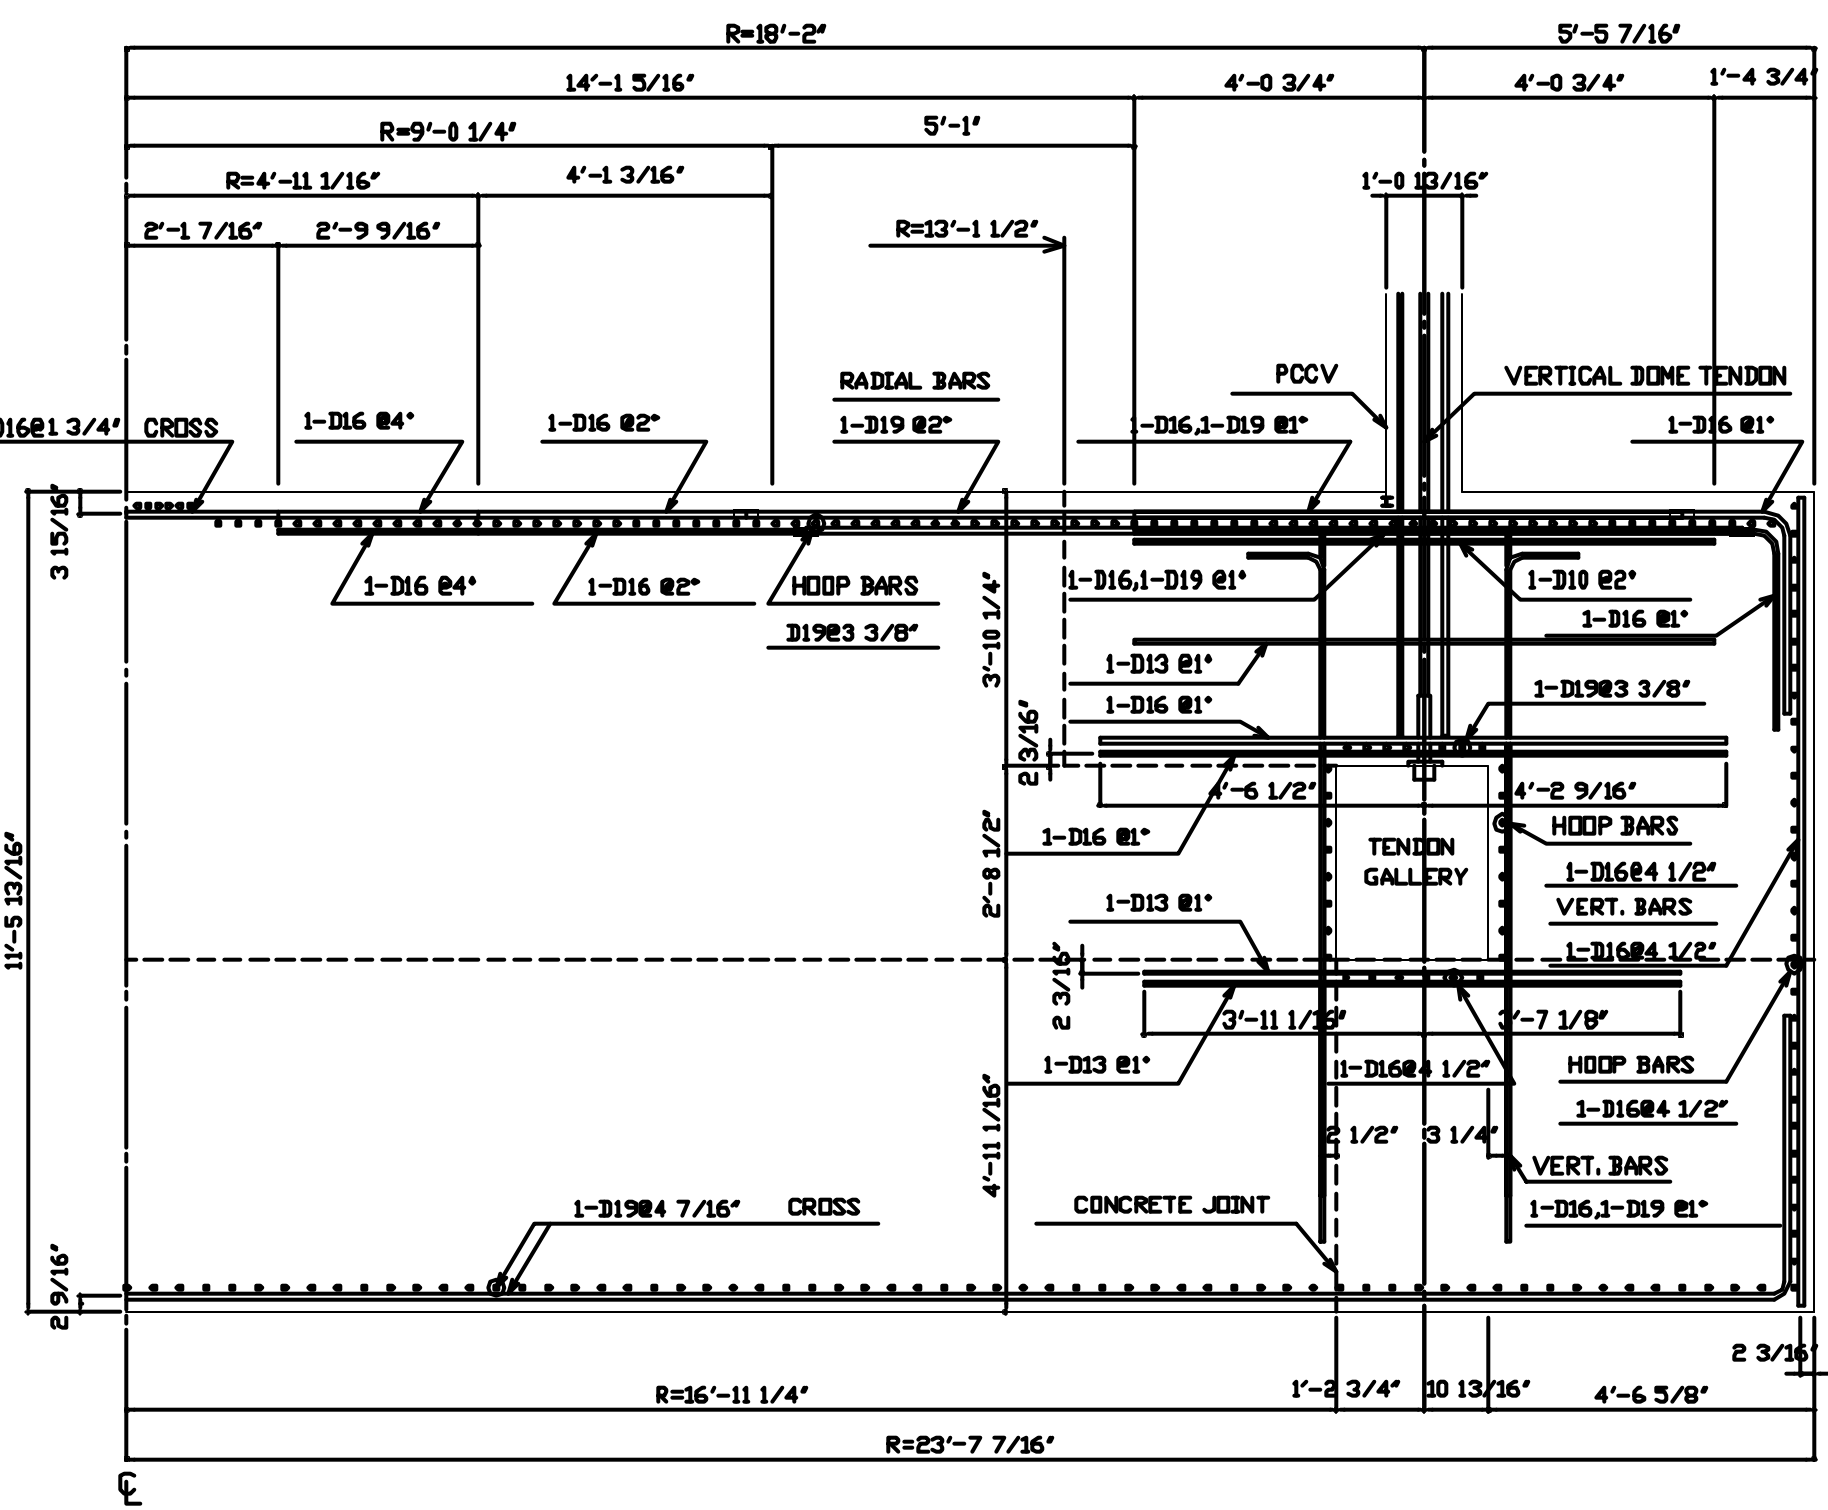 R=18'-2"
5'-5 7/16"
14'-1 5/16"
4'-0 3/4"
4'-0 3/4"
1'-4 3/4"
R=9'-0 1/4"
5'-1"
R=4'-11 1/16"
4'-1 3/16"
1'-0 13/16"
2'-1 7/16"
2'-9 9/16"
R=13'-1 1/2"
RADIAL BARS
PCCV
VERTICAL DOME TENDON
D16@1 3/4" CROSS
1-D16 @4°
1-D16 @2°
1-D19 @2°
1-D16,1-D19 @1°
1-D16 @1°
3 15/16"
1-D16 @4°
1-D16 @2°
HOOP BARS
D19@3 3/8"
3'-10 1/4"
1-D16,1-D19 @1°
1-D10 @2°
1-D16 @1°
1-D13 @1°
1-D16 @1°
1-D19@3 3/8"
2 3/16"
4'-6 1/2"
4'-2 9/16"
1-D16 @1°
2'-8 1/2"
TENDON
GALLERY
HOOP BARS
1-D16@4 1/2"
VERT. BARS
1-D16@4 1/2"
11'-5 13/16"
1-D13 @1°
2 3/16"
3'-11 1/16"
3'-7 1/8"
1-D13 @1°
1-D16@4 1/2"
HOOP BARS
1-D16@4 1/2"
4'-11 1/16"
2 1/2"
3 1/4"
VERT. BARS
1-D16,1-D19 @1°
1-D19@4 7/16" CROSS
CONCRETE JOINT
2 9/16"
2 3/16"
R=16'-11 1/4"
1'-2 3/4"
10 13/16"
4'-6 5/8"
R=23'-7 7/16"
CL